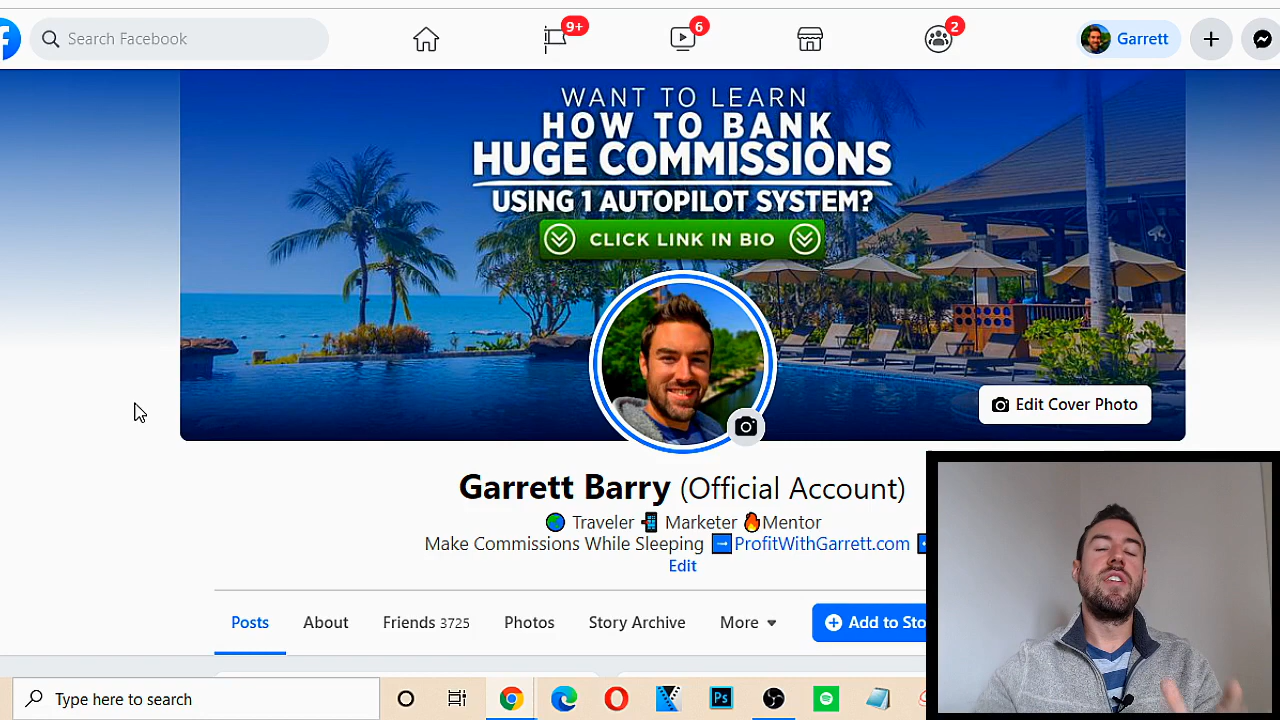 Search Facebook
9+
6
2
Garrett
WANT TO LEARN
HOW TO BANK
HUGE COMMISSIONS
USING 1 AUTOPILOT SYSTEM?
CLICK LINK IN BIO
Edit Cover Photo
Garrett Barry (Official Account)
🌍 Traveler 📲 Marketer 🔥Mentor
Make Commissions While Sleeping ➡ProfitWithGarrett.com
Edit
Posts About Friends 3725 Photos Story Archive More Add to Sto
Type here to search
Ps